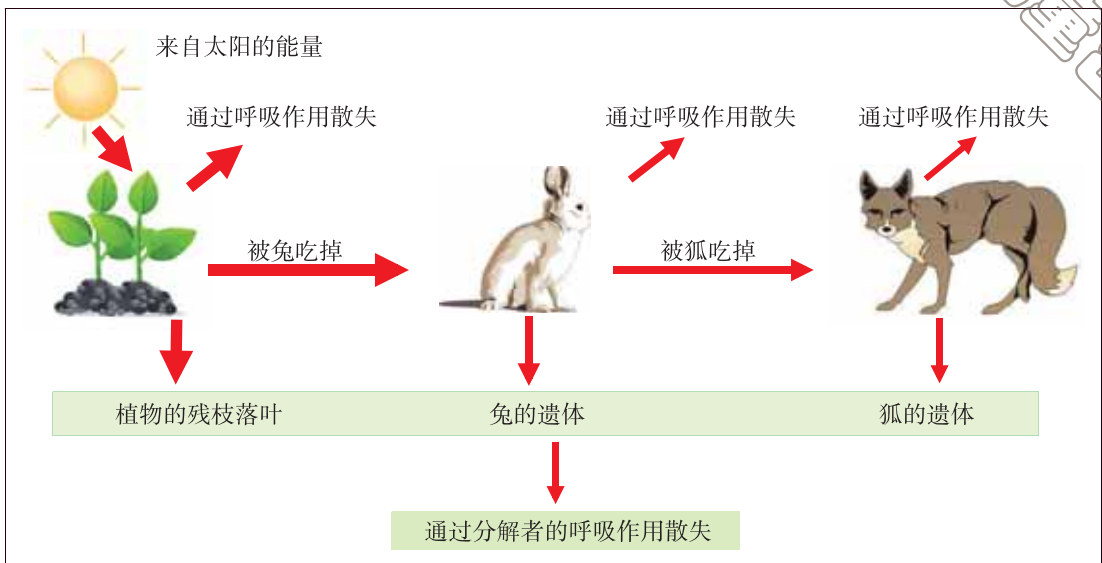 来自太阳的能量
通过呼吸作用散失
通过呼吸作用散失
通过呼吸作用散失
被兔吃掉
被狐吃掉
植物的残枝落叶
兔的遗体
狐的遗体
通过分解者的呼吸作用散失